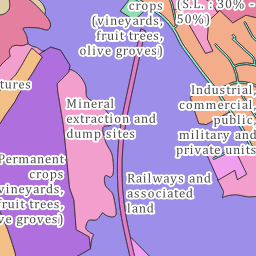 crops
(vineyards,
fruit trees,
olive groves)
(S.L. : 30% -
50%)
tures
Mineral
extraction and
dump sites
Industrial,
commercial,
public,
military and
private units
Permanent
crops
vineyards,
fruit trees,
ve groves)
Railways and
associated
land